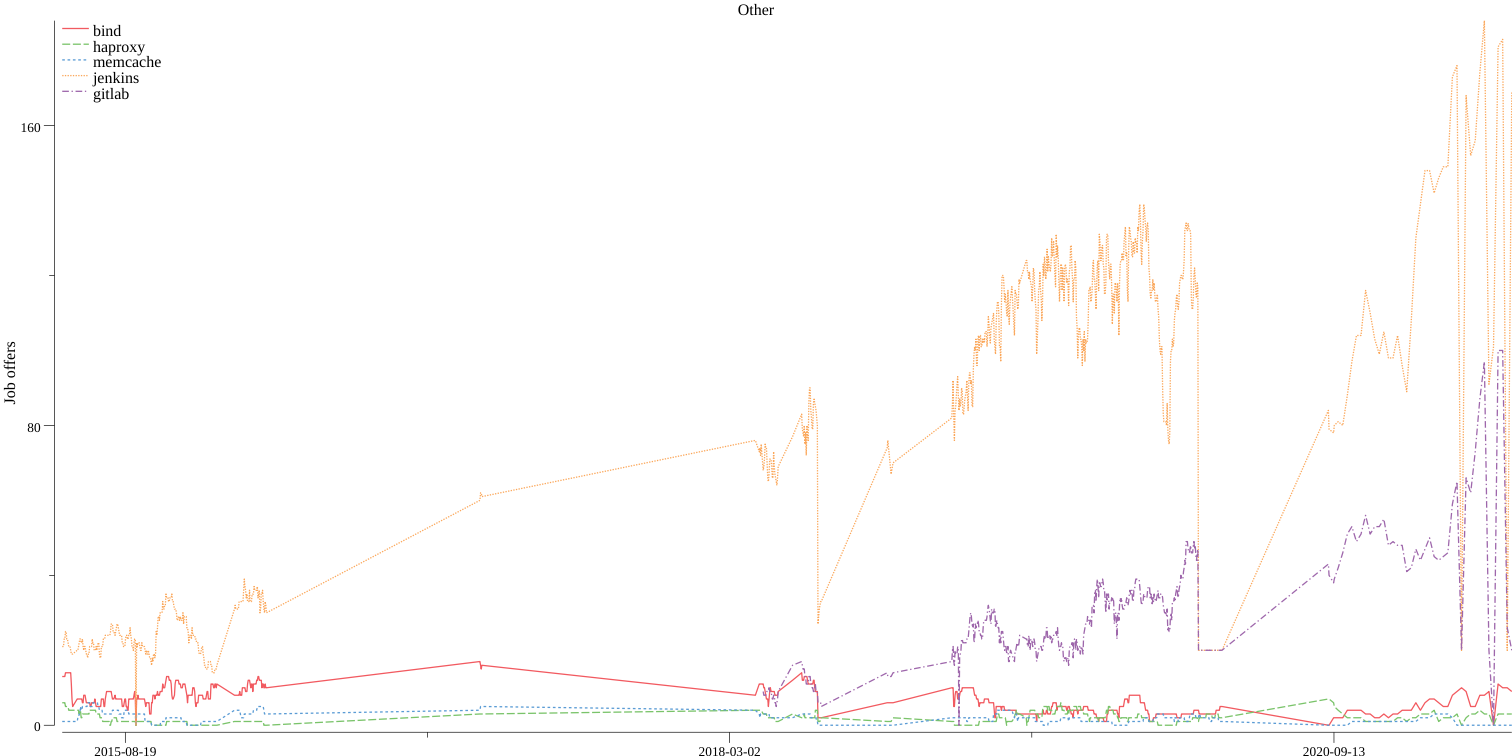 Other
bind
haproxy
memcache
jenkins
gitlab
160
Job offers
80
0
2015-08-19 2018-03-02 2020-09-13